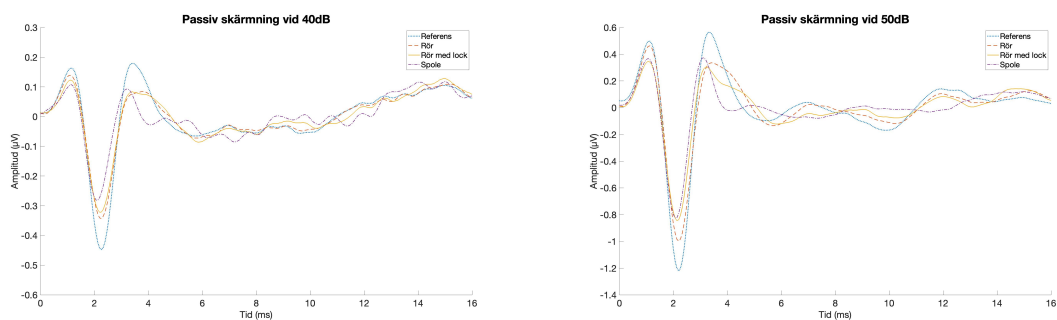 Passiv skärmning vid 40dB
0.3
0.2
0.1
0
-0.1
-0.2
-0.3
-0.4
-0.5
-0.6
Amplitud (µV)
0 2 4 6 8 10 12 14 16
Tid (ms)
Referens
Rör
Rör med lock
Spole
Passiv skärmning vid 50dB
0.6
0.4
0.2
0
-0.2
-0.4
-0.6
-0.8
-1
-1.2
-1.4
Amplitud (µV)
0 2 4 6 8 10 12 14 16
Tid (ms)
Referens
Rör
Rör med lock
Spole